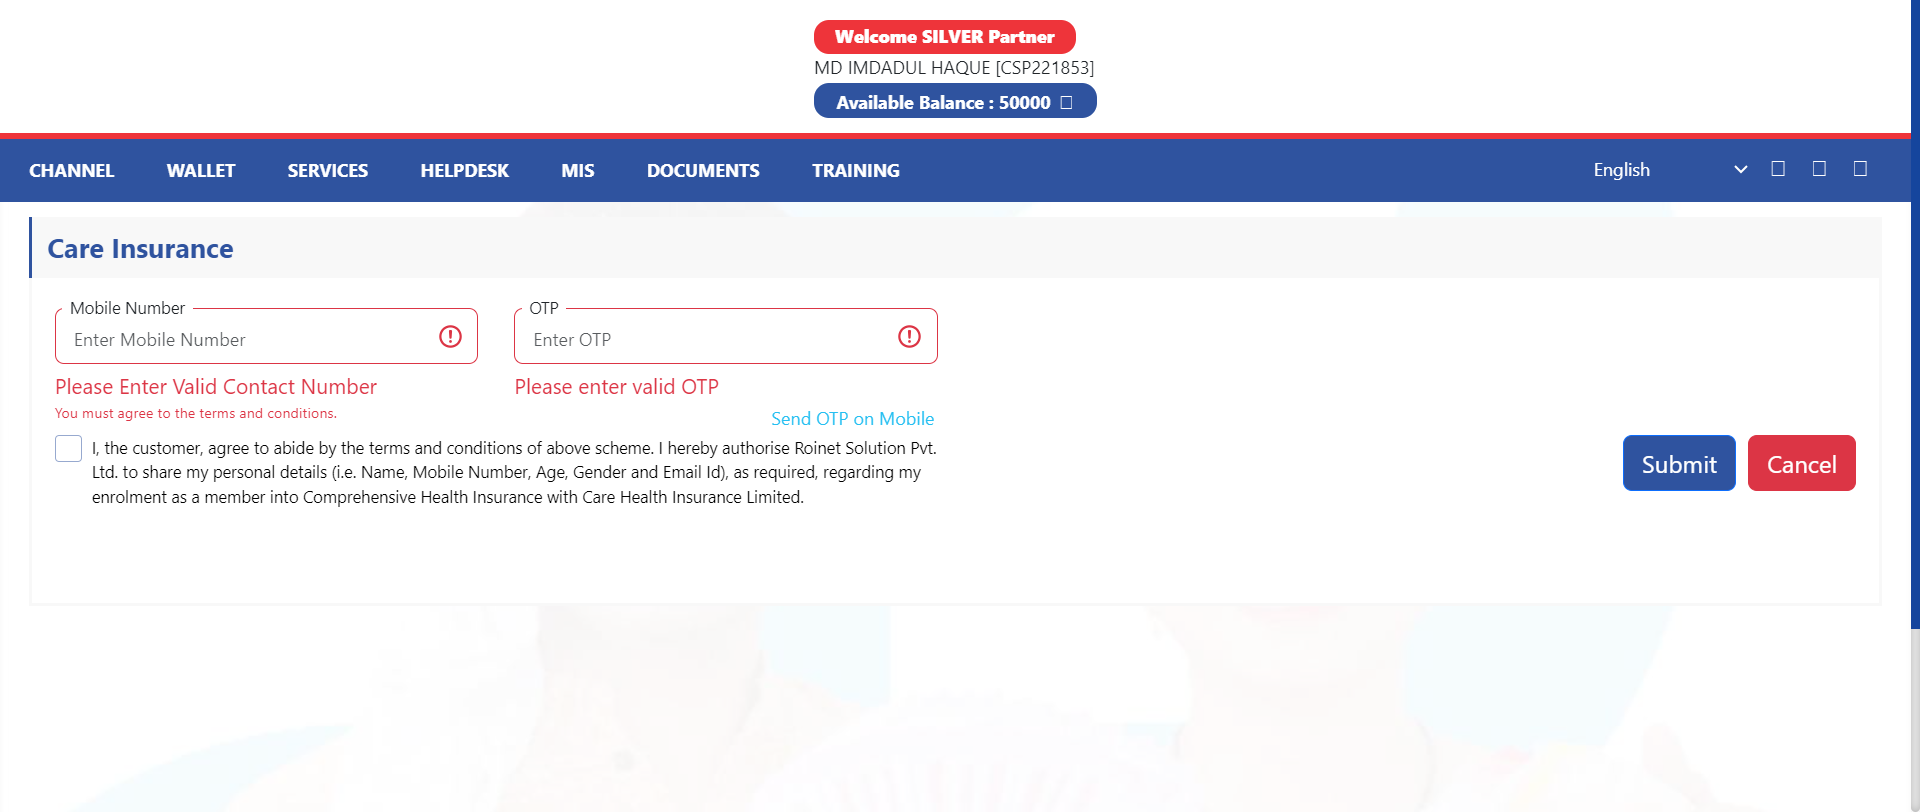 Welcome SILVER Partner
MD IMDADUL HAQUE [CSP221853]
Available Balance : 50000
CHANNEL WALLET SERVICES HELPDESK MIS DOCUMENTS TRAINING English
Care Insurance
Mobile Number OTP
Enter Mobile Number Enter OTP
Please Enter Valid Contact Number Please enter valid OTP
You must agree to the terms and conditions.
Send OTP on Mobile
I, the customer, agree to abide by the terms and conditions of above scheme. I hereby authorise Roinet Solution Pvt.
Ltd. to share my personal details (i.e. Name, Mobile Number, Age, Gender and Email Id), as required, regarding my
enrolment as a member into Comprehensive Health Insurance with Care Health Insurance Limited.
Submit Cancel